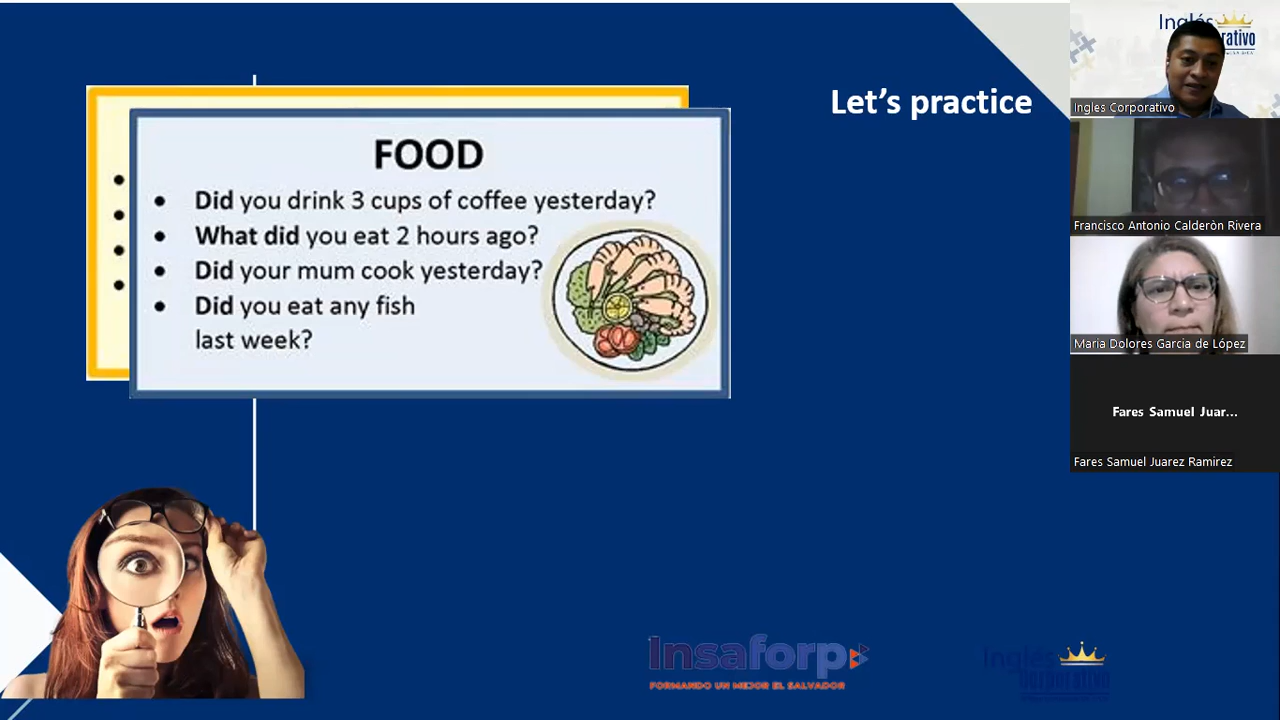 Let's practice
FOOD
• Did you drink 3 cups of coffee yesterday?
• What did you eat 2 hours ago?
• Did your mum cook yesterday?
• Did you eat any fish
last week?
Insaforp
FORMANDO UN MEJOR EL SALVADOR
Inglés
Corporativo
Inglés
Ingles Corporativo
Francisco Antonio Calderòn Rivera
Maria Dolores Garcia de López
Fares Samuel Juar...
Fares Samuel Juarez Ramirez